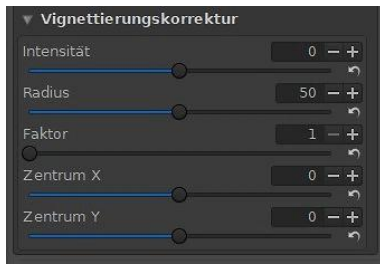 Vignettierungskorrektur
Intensität 0
Radius 50
Faktor 1
Zentrum X 0
Zentrum Y 0